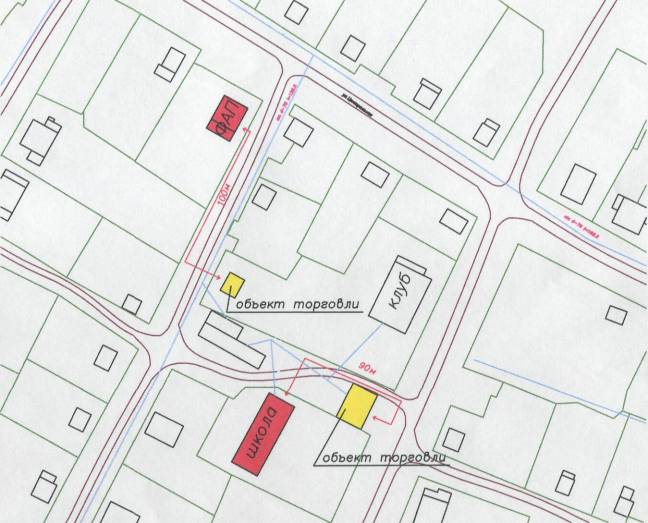 ФАП
100м
объект торговли
клуб
90м
школа
объект торговли